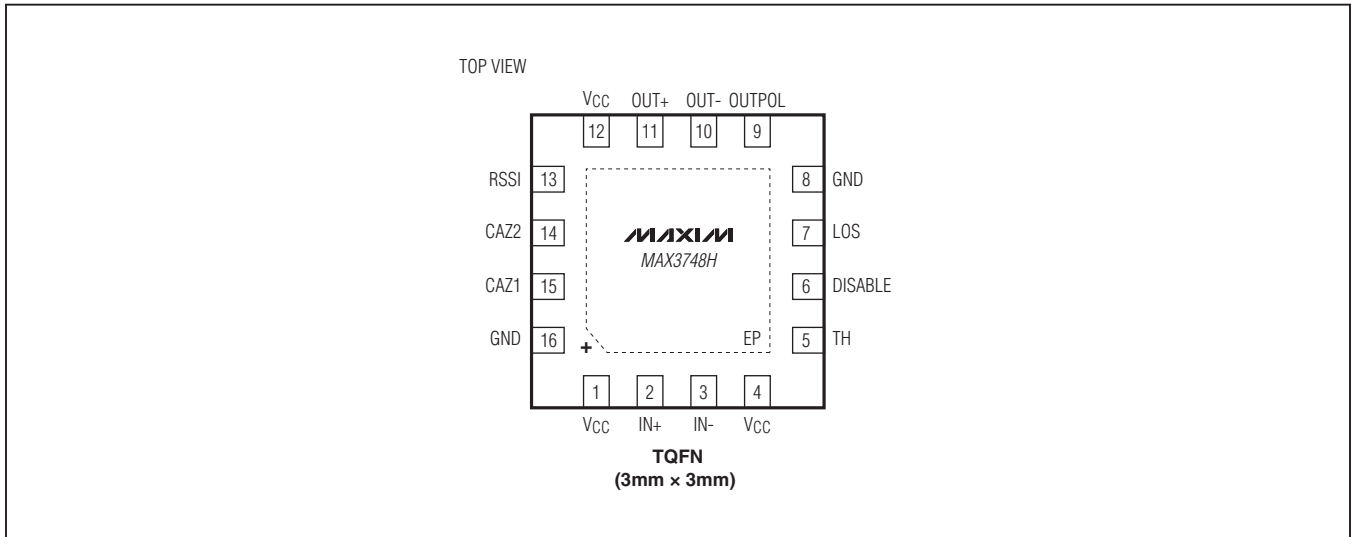 TOP VIEW
VCC OUT+ OUT- OUTPOL
12 11 10 9
RSSI 13 8 GND
CAZ2 14 MAXIM 7 LOS
MAX3748H
CAZ1 15 6 DISABLE
GND 16 + EP 5 TH
1 2 3 4
VCC IN+ IN- VCC
TQFN
(3mm × 3mm)